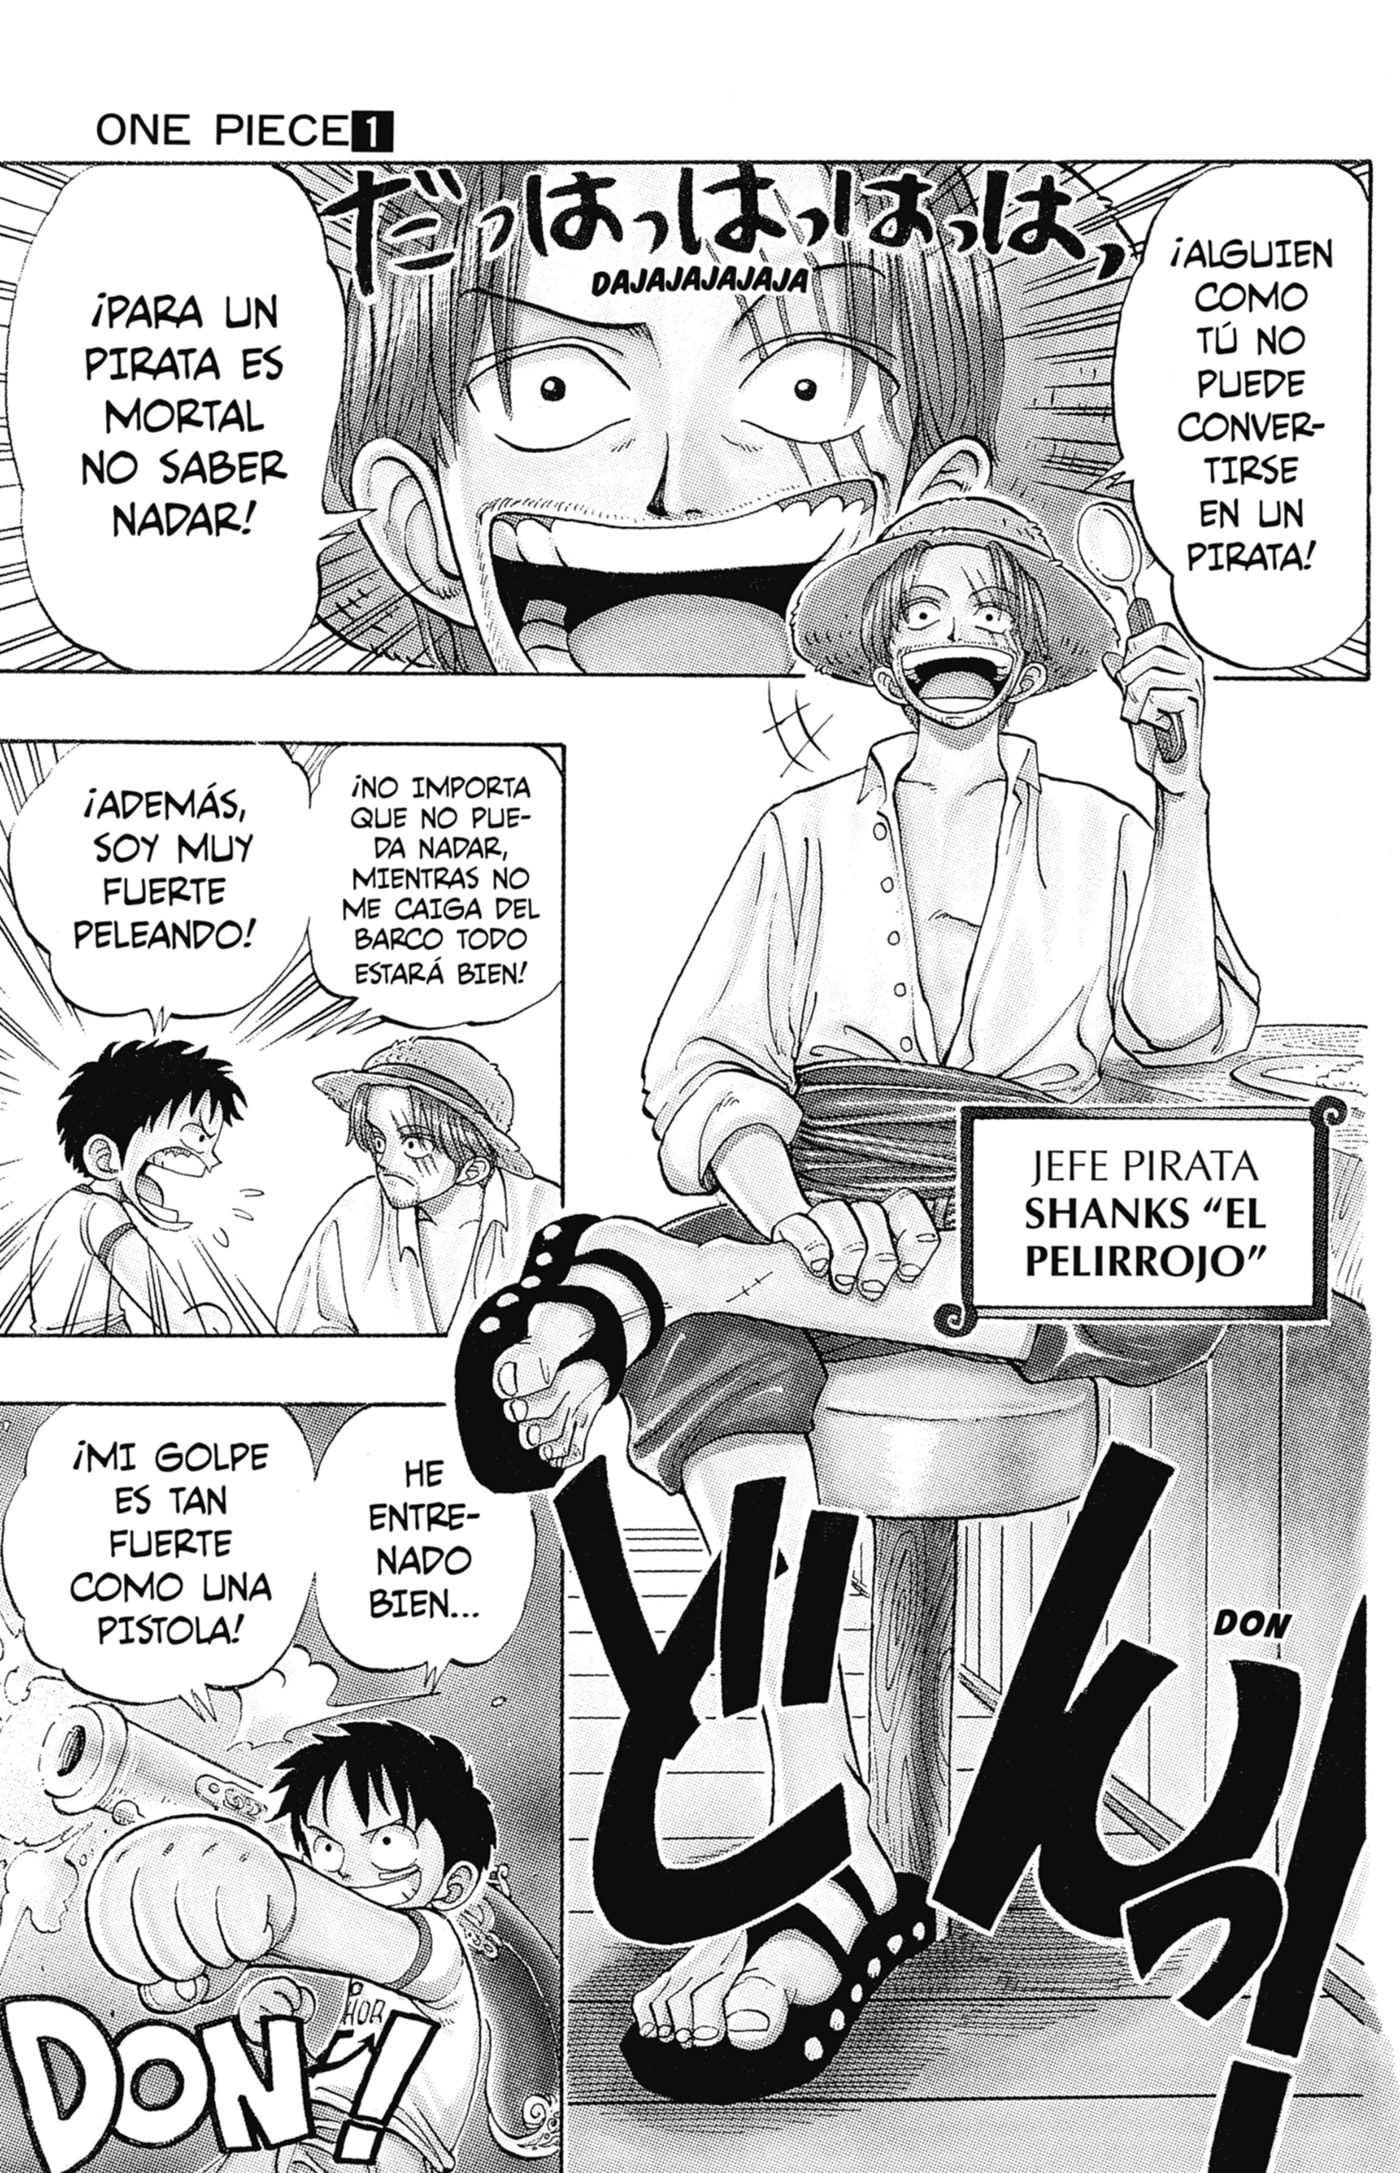 ONE PIECE 1
だっはっはっはっはっ
DAJAJAJAJAJA
¡ALGUIEN
COMO
TÚ NO
PUEDE
CONVER-
TIRSE
EN UN
PIRATA!
¡PARA UN
PIRATA ES
MORTAL
NO SABER
NADAR!
JEFE PIRATA
SHANKS “EL
PELIRROJO”
どんっ!
DON
¡NO IMPORTA
QUE NO PUE-
DA NADAR,
MIENTRAS NO
ME CAIGA DEL
BARCO TODO
ESTARÁ BIEN!
¡ADEMÁS,
SOY MUY
FUERTE
PELEANDO!
HE
ENTRE-
NADO
BIEN...
¡MI GOLPE
ES TAN
FUERTE
COMO UNA
PISTOLA!
DON!